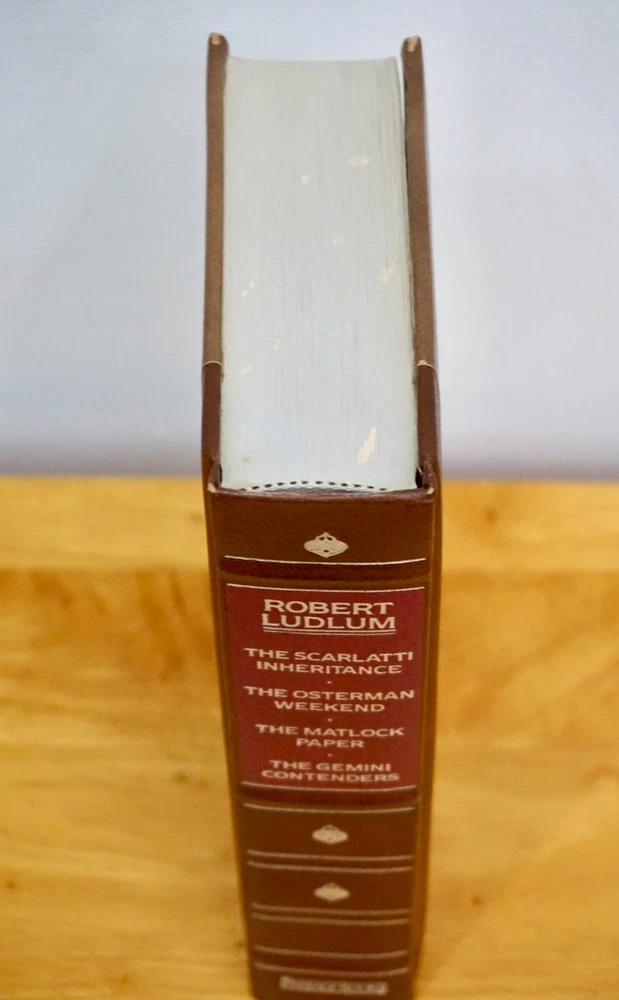 ROBERT
LUDLUM
THE SCARLATTI
INHERITANCE
THE OSTERMAN
WEEKEND
THE MATLOCK
PAPER
THE GEMINI
CONTENDERS